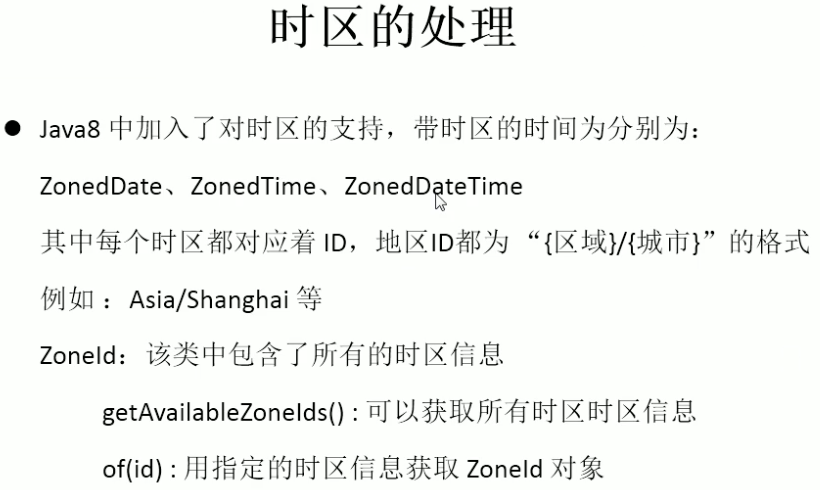 时区的处理
● Java8 中加入了对时区的支持，带时区的时间为分别为：
ZonedDate、ZonedTime、ZonedDateTime
其中每个时区都对应着 ID，地区ID都为 “{区域}/{城市}”的格式
例如 ：Asia/Shanghai 等
ZoneId：该类中包含了所有的时区信息
getAvailableZoneIds() : 可以获取所有时区时区信息
of(id) : 用指定的时区信息获取 ZoneId 对象